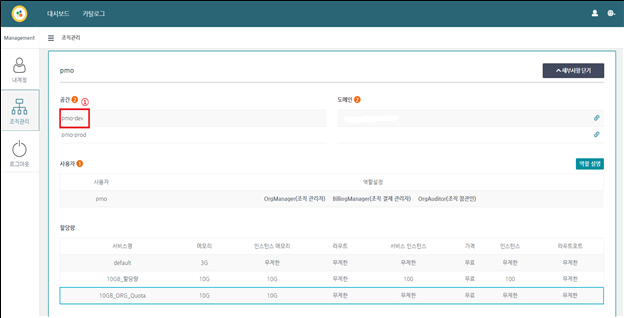 대시보드 카탈로그
Management 조직관리
내계정
조직관리
로그아웃
pmo
세부사항 닫기
공간 2 ① 도메인 2
pmo-dev
pmo-prod
사용자 1 역할 설명
사용자 역할설정
pmo OrgManager(조직 관리자) BillingManager(조직 결제 관리자) OrgAuditor(조직 참관인)
할당량
서비스명 메모리 인스턴스 메모리 라우트 서비스 인스턴스 가격 인스턴스 라우트포트
default 3G 무제한 무제한 무제한 무료 무제한 무제한
10GB_할당량 10G 10G 무제한 10G 무료 10G 무제한
10GB_ORG_Quota 10G 10G 무제한 무제한 무료 무제한 무제한